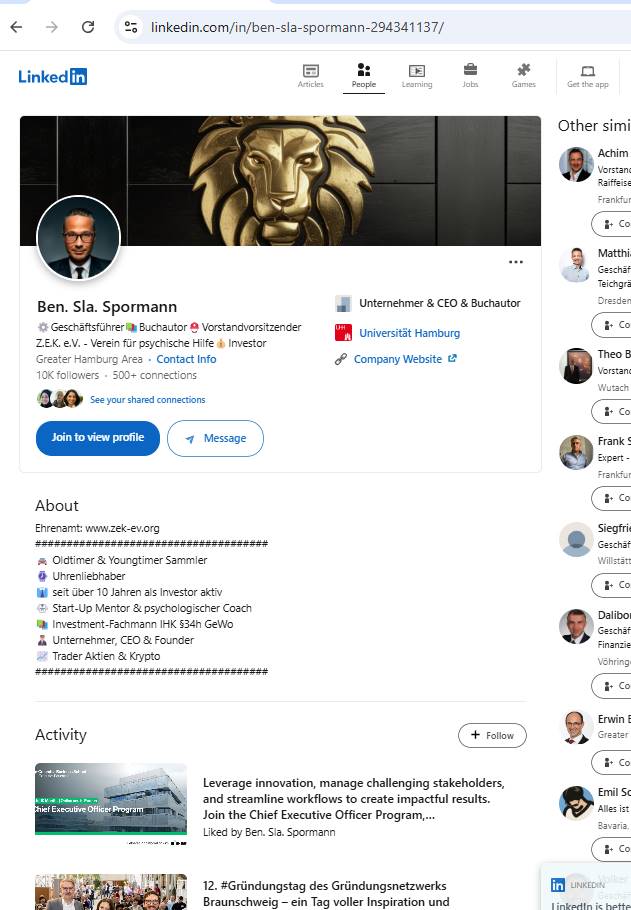 linkedin.com/in/ben-sla-spormann-294341137/
Linked in
Articles
People
Learning
Jobs
Games
Get the app
Ben. Sla. Spormann
Geschäftsführer Buchautor Vorstandvorsitzender
Z.E.K. e.V. - Verein für psychische Hilfe Investor
Greater Hamburg Area · Contact Info
10K followers · 500+ connections
See your shared connections
Join to view profile
Message
Unternehmer & CEO & Buchautor
Universität Hamburg
Company Website
About
Ehrenamt: www.zek-ev.org
####################################
Oldtimer & Youngtimer Sammler
Uhrenliebhaber
seit über 10 Jahren als Investor aktiv
Start-Up Mentor & psychologischer Coach
Investment-Fachmann IHK §34h GeWo
Unternehmer, CEO & Founder
Trader Aktien & Krypto
####################################
Activity
+ Follow
Chief Executive Officer Program
Leverage innovation, manage challenging stakeholders,
and streamline workflows to create impactful results.
Join the Chief Executive Officer Program,...
Liked by Ben. Sla. Spormann
12. #Gründungstag des Gründungsnetzwerks
Braunschweig – ein Tag voller Inspiration und
Other simi
Achim
Vorstand
Raiffeise
Frankfur
Co
Matthia
Geschäf
Teichgrä
Dresden
Co
Theo B
Vorstand
Wutach
Co
Frank S
Expert -
Frankfur
Co
Siegfrie
Geschäf
Willstätt
Co
Dalibor
Geschäf
Finanzie
Vöhring
Co
Erwin E
Greater
Co
Emil Sc
Alles ist
Bavaria,
Co
Volker
in LINKEDIN
LinkedIn is bette